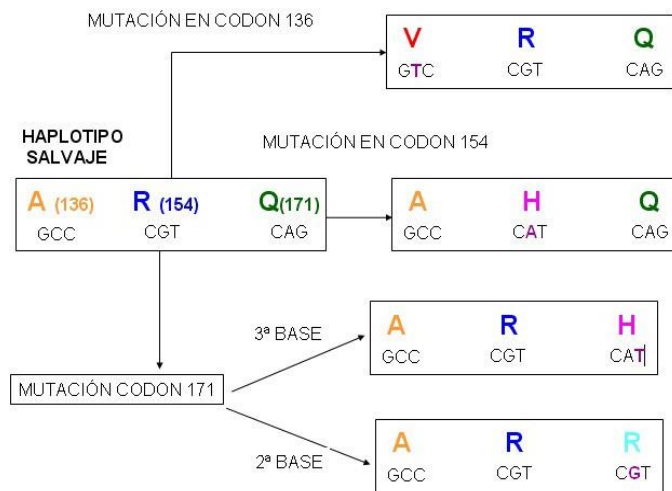 MUTACIÓN EN CODON 136
V R Q
GTC CGT CAG
HAPLOTIPO
SALVAJE
MUTACIÓN EN CODON 154
A (136) R (154) Q(171)
GCC CGT CAG
A H Q
GCC CAT CAG
3ª BASE
A R H
GCC CGT CAT
MUTACIÓN CODON 171
2ª BASE
A R R
GCC CGT CGT